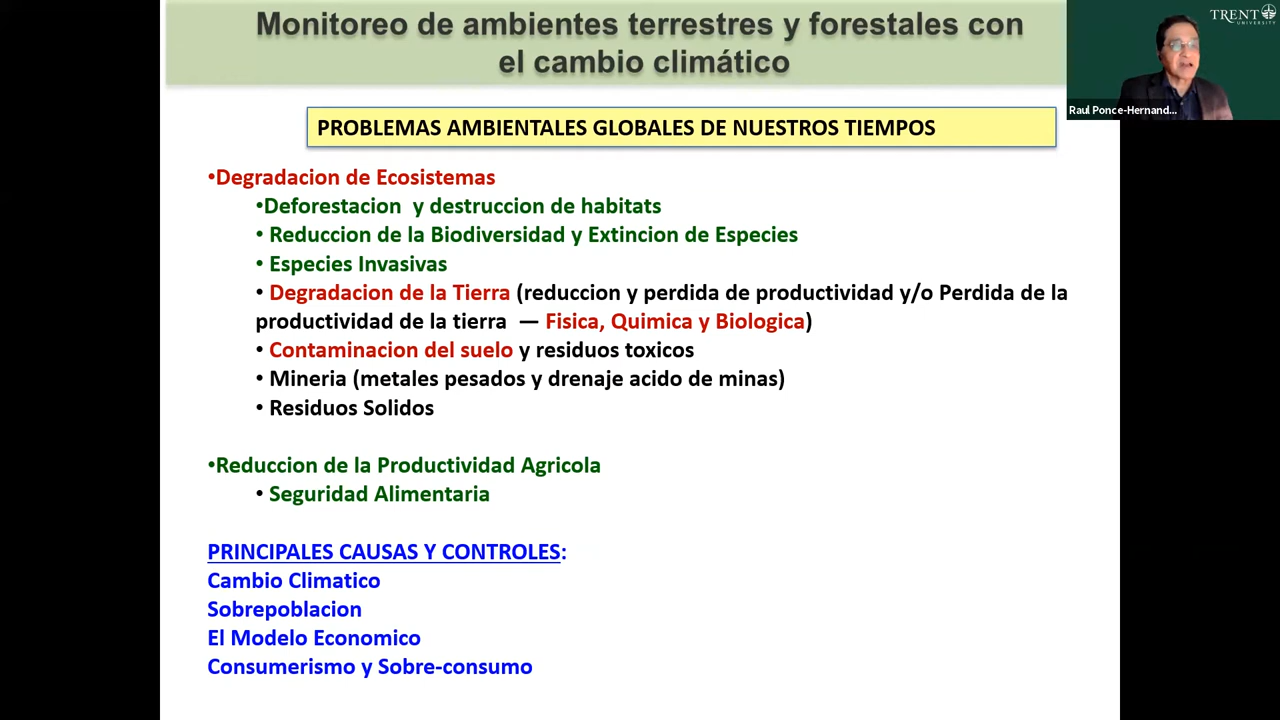 Monitoreo de ambientes terrestres y forestales con
el cambio climático
TRENT
UNIVERSITY
Raul Ponce-Hernand...
PROBLEMAS AMBIENTALES GLOBALES DE NUESTROS TIEMPOS
•Degradacion de Ecosistemas
•Deforestacion y destruccion de habitats
• Reduccion de la Biodiversidad y Extincion de Especies
• Especies Invasivas
• Degradacion de la Tierra (reduccion y perdida de productividad y/o Perdida de la
productividad de la tierra — Fisica, Quimica y Biologica)
• Contaminacion del suelo y residuos toxicos
• Mineria (metales pesados y drenaje acido de minas)
• Residuos Solidos
•Reduccion de la Productividad Agricola
• Seguridad Alimentaria
PRINCIPALES CAUSAS Y CONTROLES:
Cambio Climatico
Sobrepoblacion
El Modelo Economico
Consumerismo y Sobre-consumo